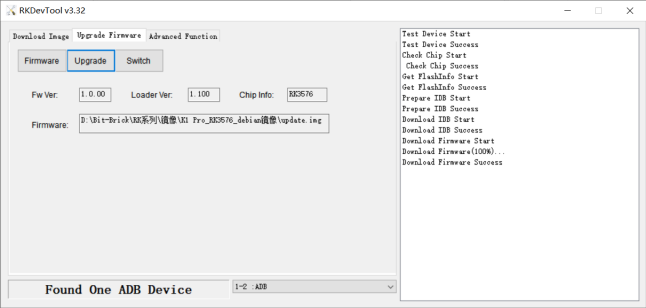 RKDevTool v3.32
Download Image Upgrade Firmware Advanced Function
Firmware Upgrade Switch
Fw Ver: 1.0.00 Loader Ver: 1.100 Chip Info: RK3576
Firmware: D:\Bit-Brick\RK系列\镜像\K1 Pro_RK3576_debian镜像\update.img
Test Device Start
Test Device Success
Check Chip Start
Check Chip Success
Get FlashInfo Start
Get FlashInfo Success
Prepare IDB Start
Prepare IDB Success
Download IDB Start
Download IDB Success
Download Firmware Start
Download Firmware(100%)...
Download Firmware Success
Found One ADB Device 1-2 :ADB